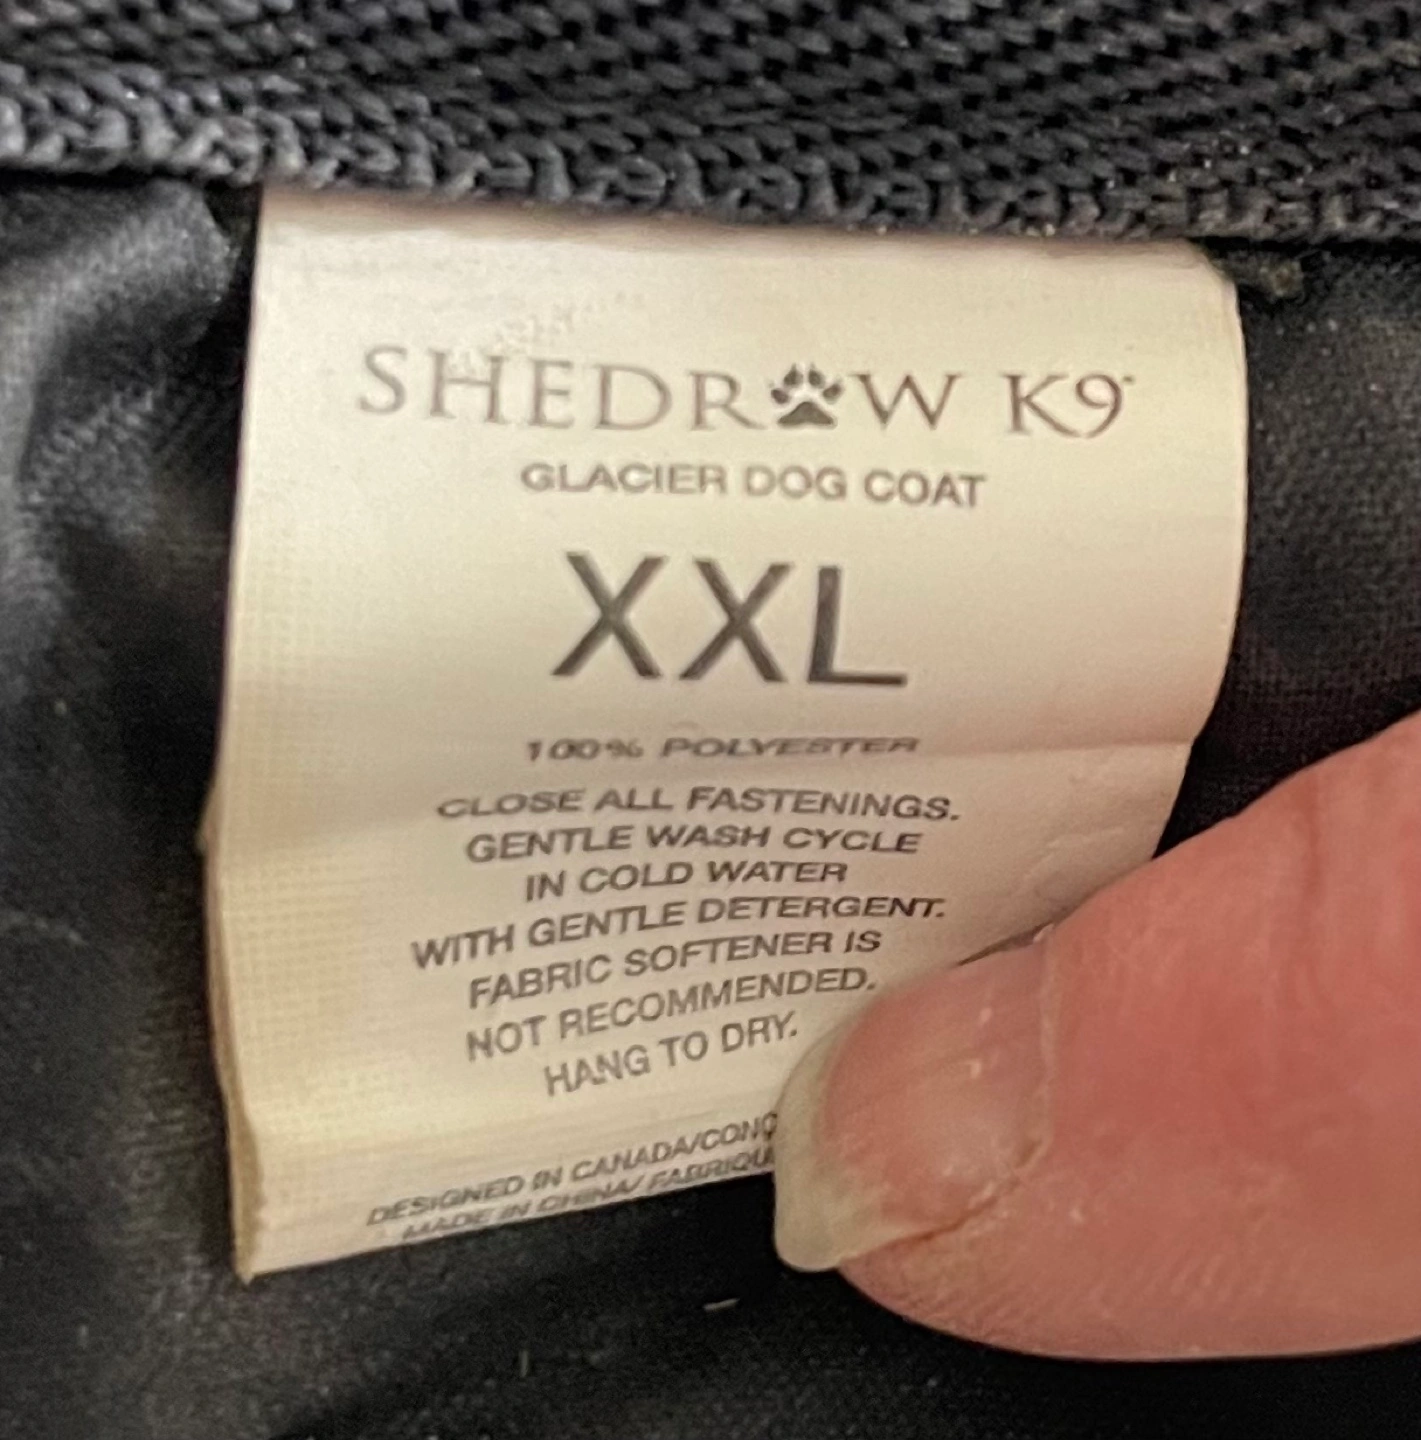 SHEDROW K9
GLACIER DOG COAT
XXL
100% POLYESTER
CLOSE ALL FASTENINGS.
GENTLE WASH CYCLE
IN COLD WATER
WITH GENTLE DETERGENT.
FABRIC SOFTENER IS
NOT RECOMMENDED.
HANG TO DRY.
DESIGNED IN CANADA/
MADE IN CHINA/